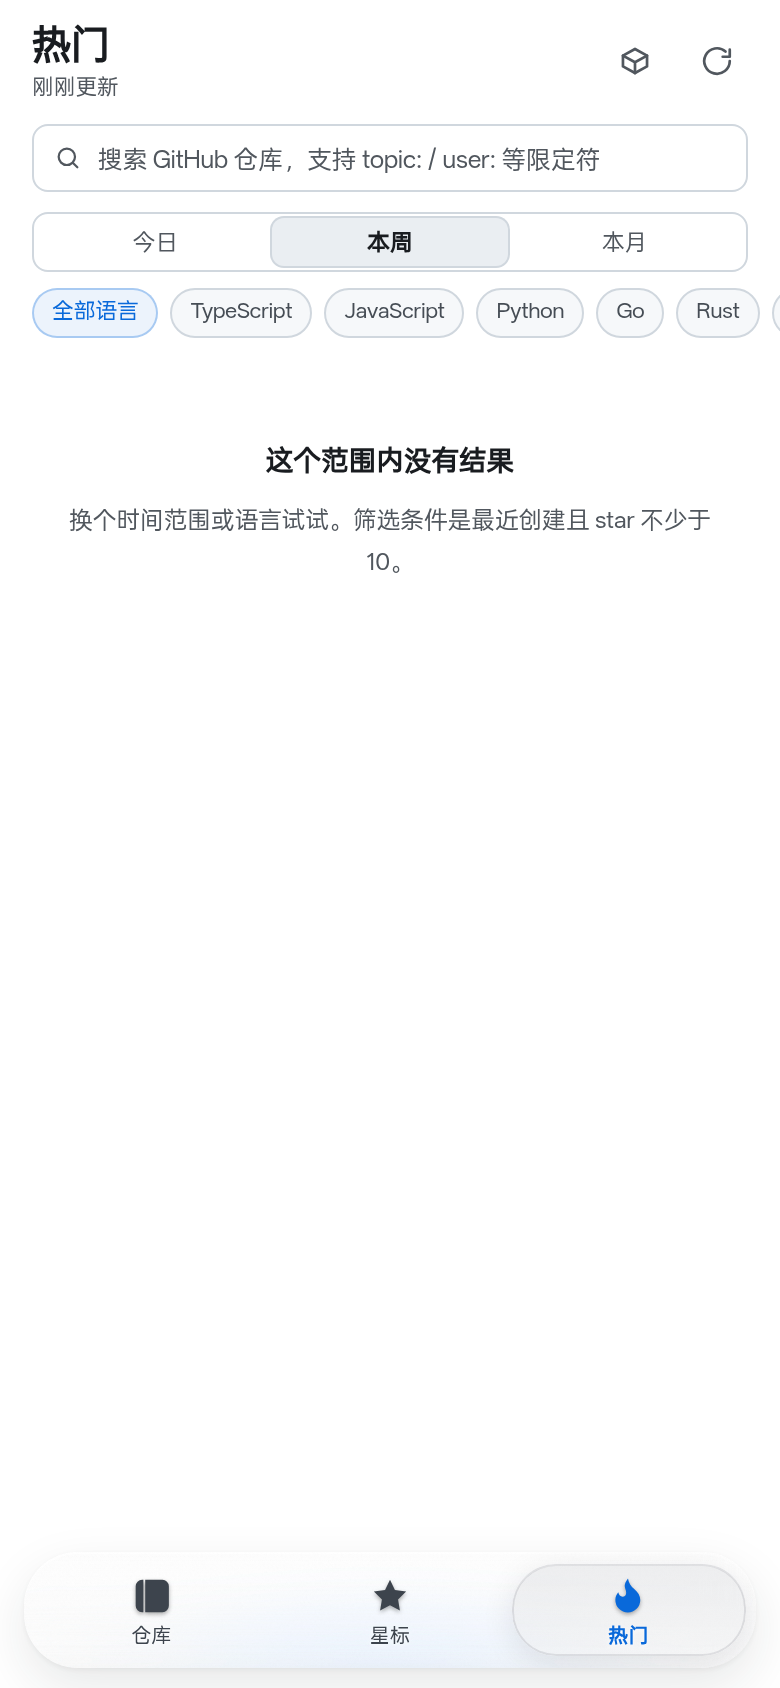 热门
刚刚更新
搜索 GitHub 仓库，支持 topic: / user: 等限定符
今日
本周
本月
全部语言
TypeScript
JavaScript
Python
Go
Rust
这个范围内没有结果
换个时间范围或语言试试。筛选条件是最近创建且 star 不少于
10。
仓库
星标
热门